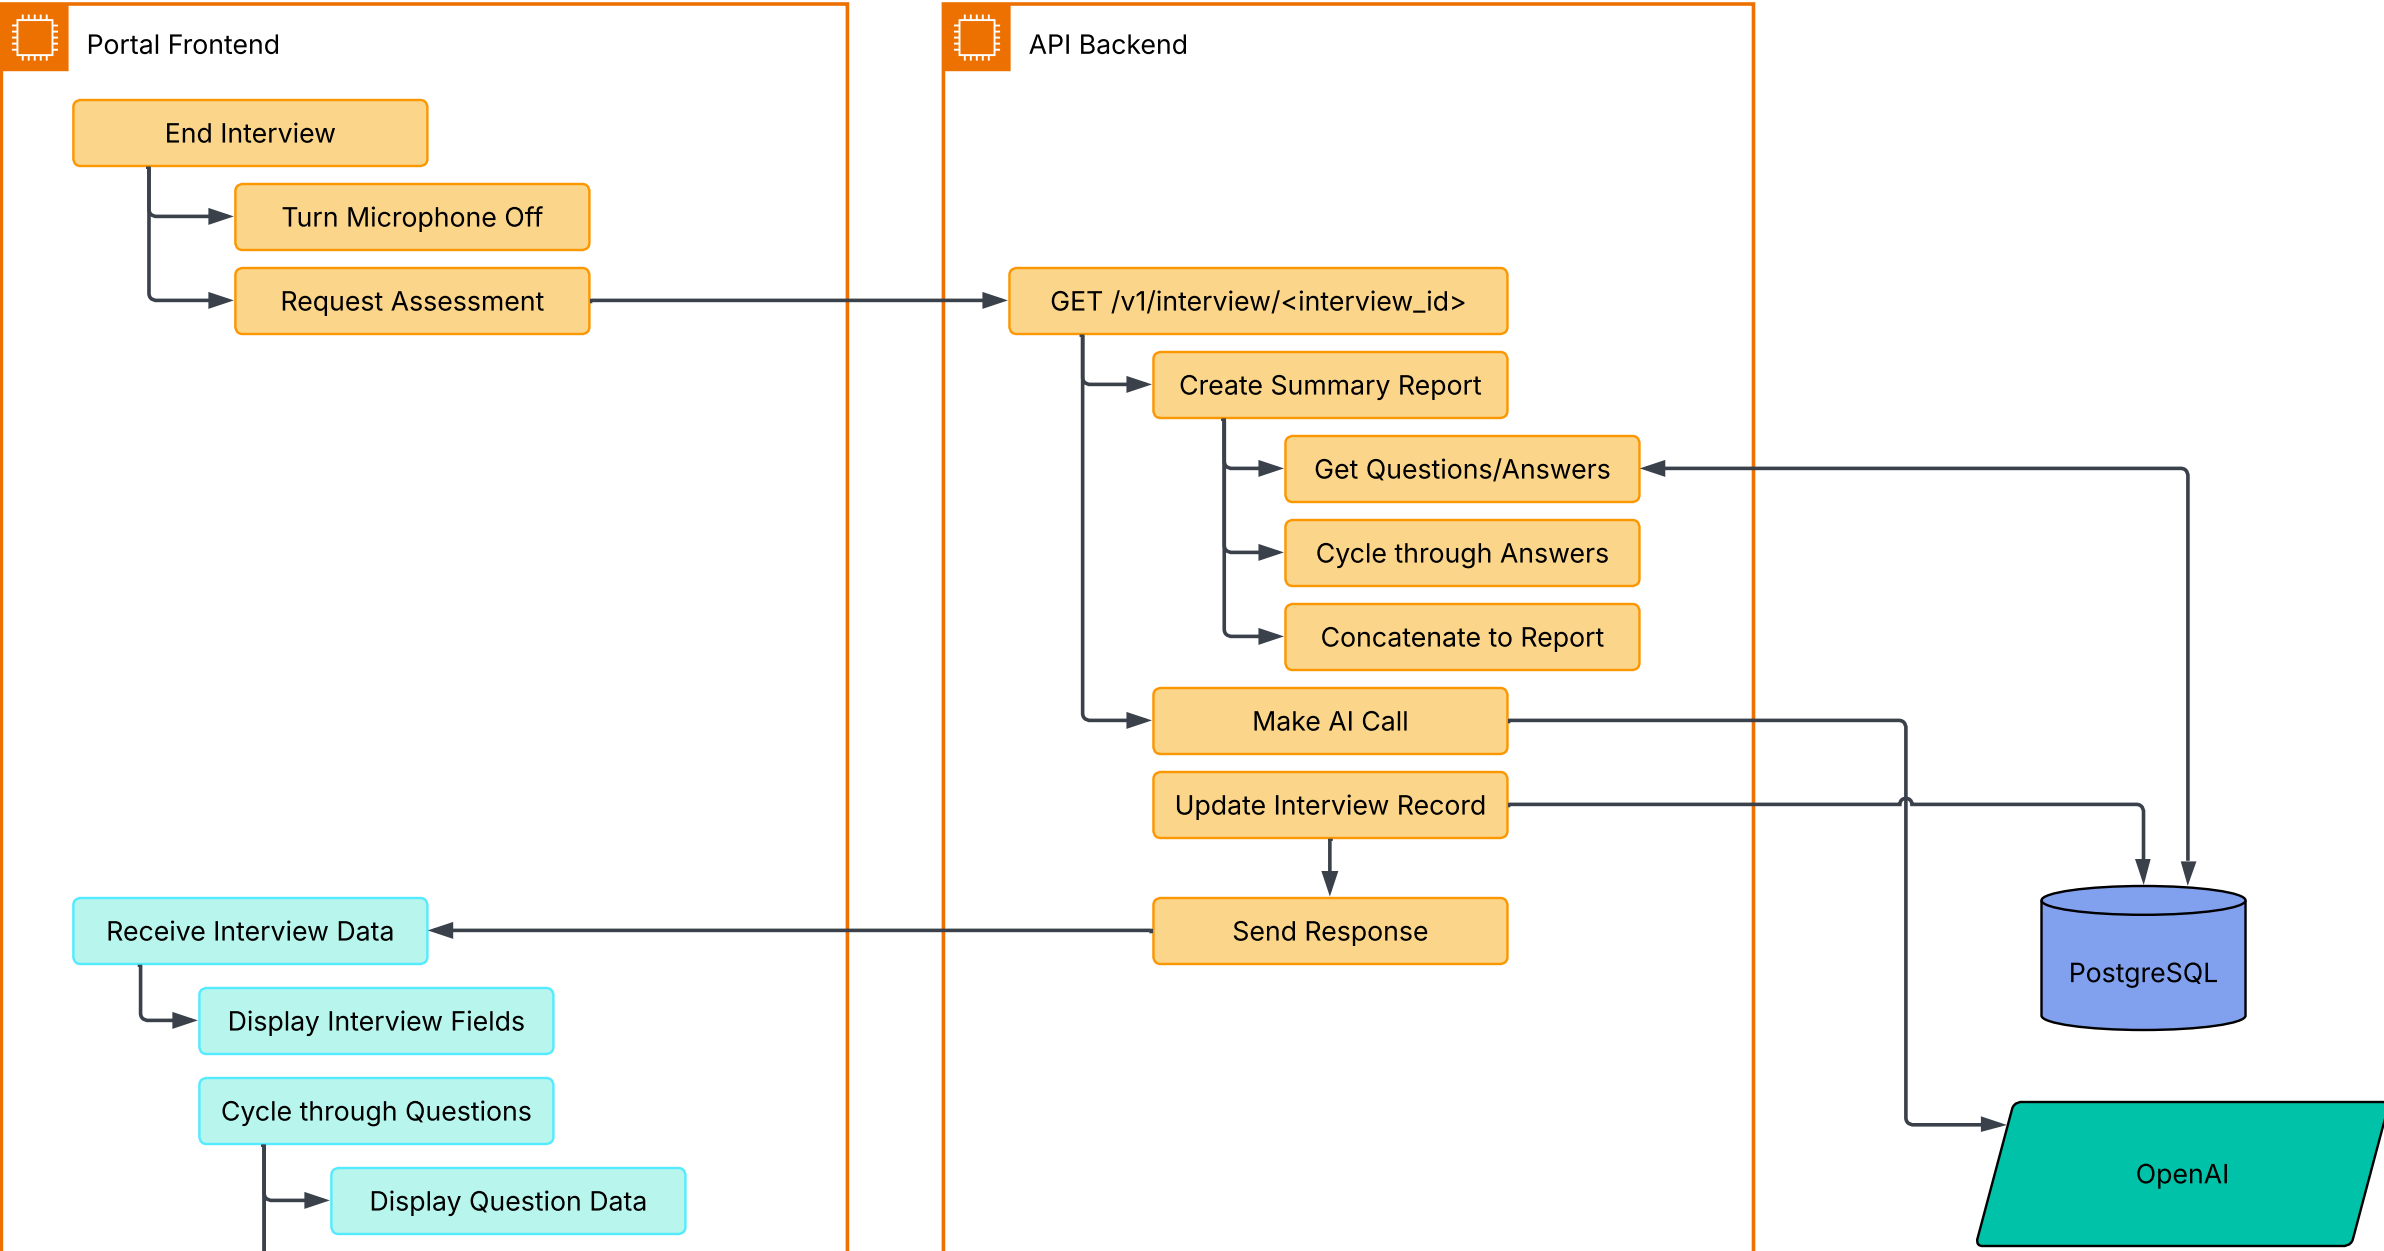 Portal Frontend
API Backend
End Interview
Turn Microphone Off
Request Assessment
GET /v1/interview/<interview_id>
Create Summary Report
Get Questions/Answers
Cycle through Answers
Concatenate to Report
Make AI Call
Update Interview Record
Receive Interview Data
Send Response
PostgreSQL
Display Interview Fields
Cycle through Questions
OpenAI
Display Question Data